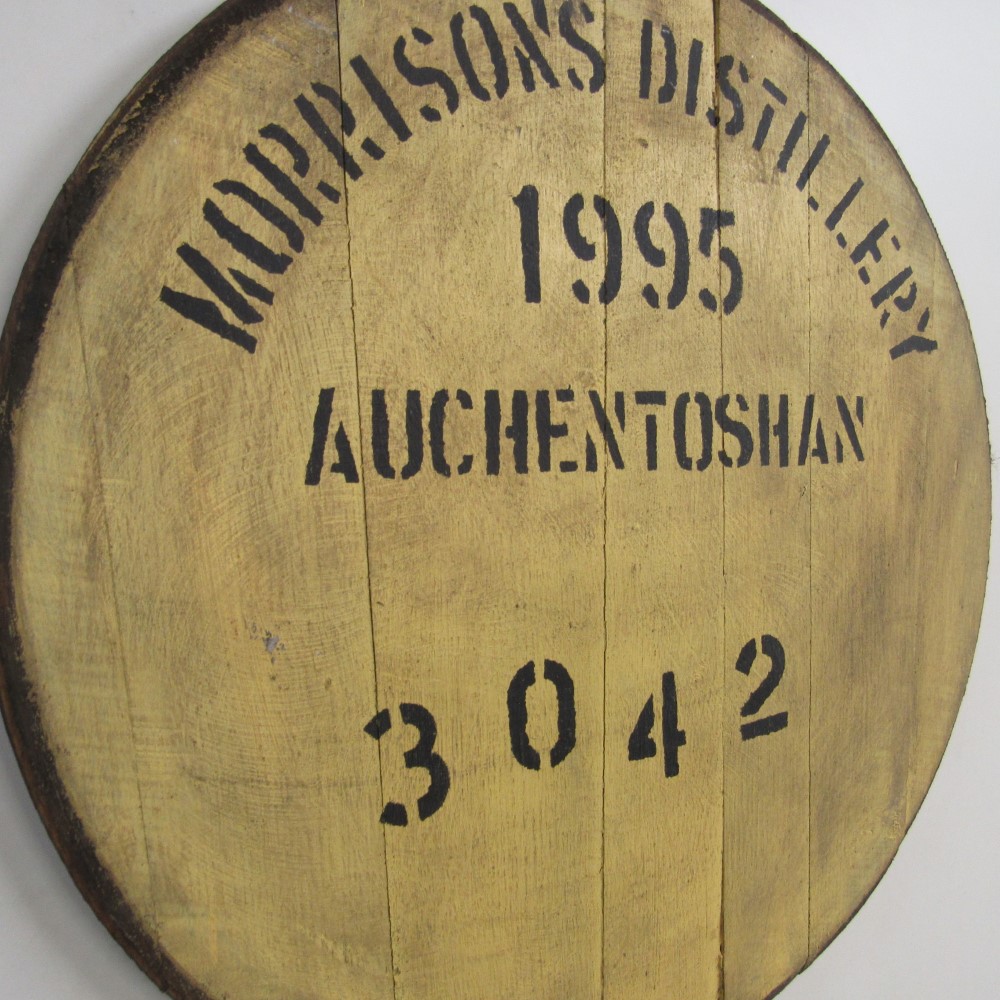 MORRISONS DISTILLERY
1995
AUCHENTOSHAN
3042